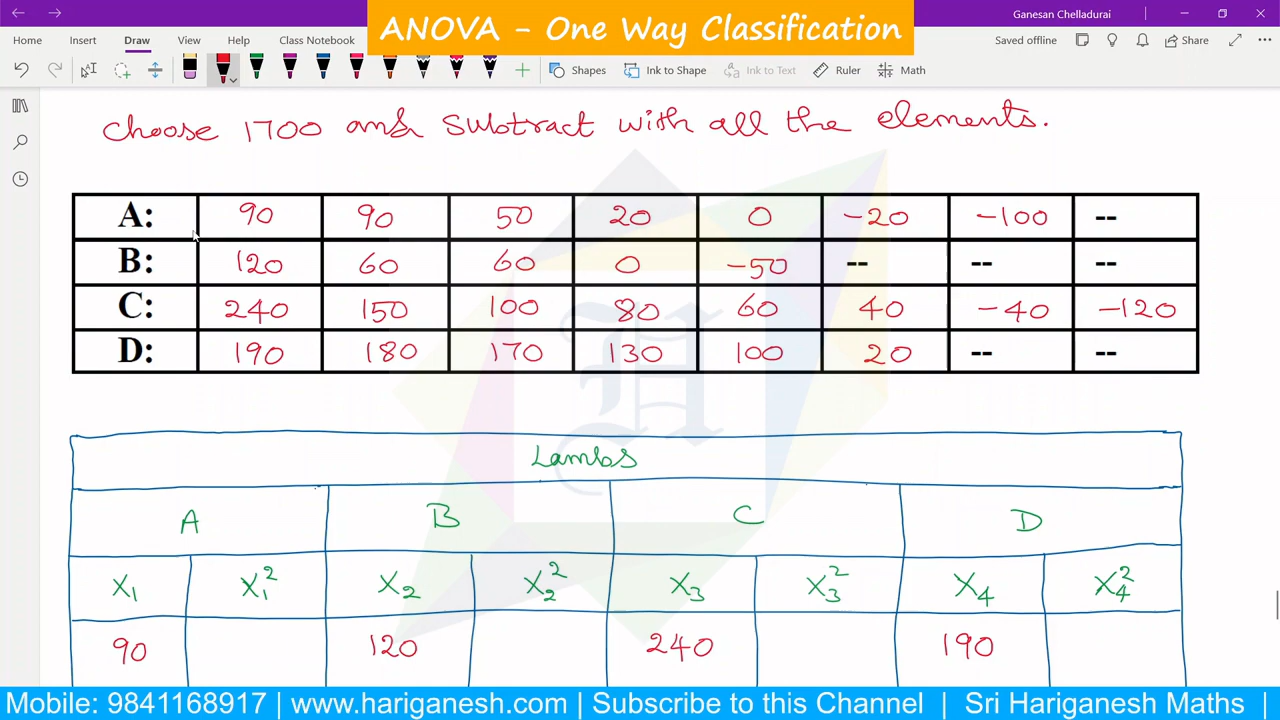 ANOVA - One Way Classification
Ganesan Chelladurai
Home Insert Draw View Help Class Notebook
Saved offline
Share
Shapes Ink to Shape Ink to Text Ruler Math
Choose 1700 and subtract with all the elements.
A: 90 90 50 20 0 -20 -100 --
B: 120 60 60 0 -50 -- -- --
C: 240 150 100 80 60 40 -40 -120
D: 190 180 170 130 100 20 -- --
Lambs
A B C D
X₁ X₁² X₂ X₂² X₃ X₃² X₄ X₄²
90 120 240 190
Mobile: 9841168917 | www.hariganesh.com | Subscribe to this Channel | Sri Hariganesh Maths |